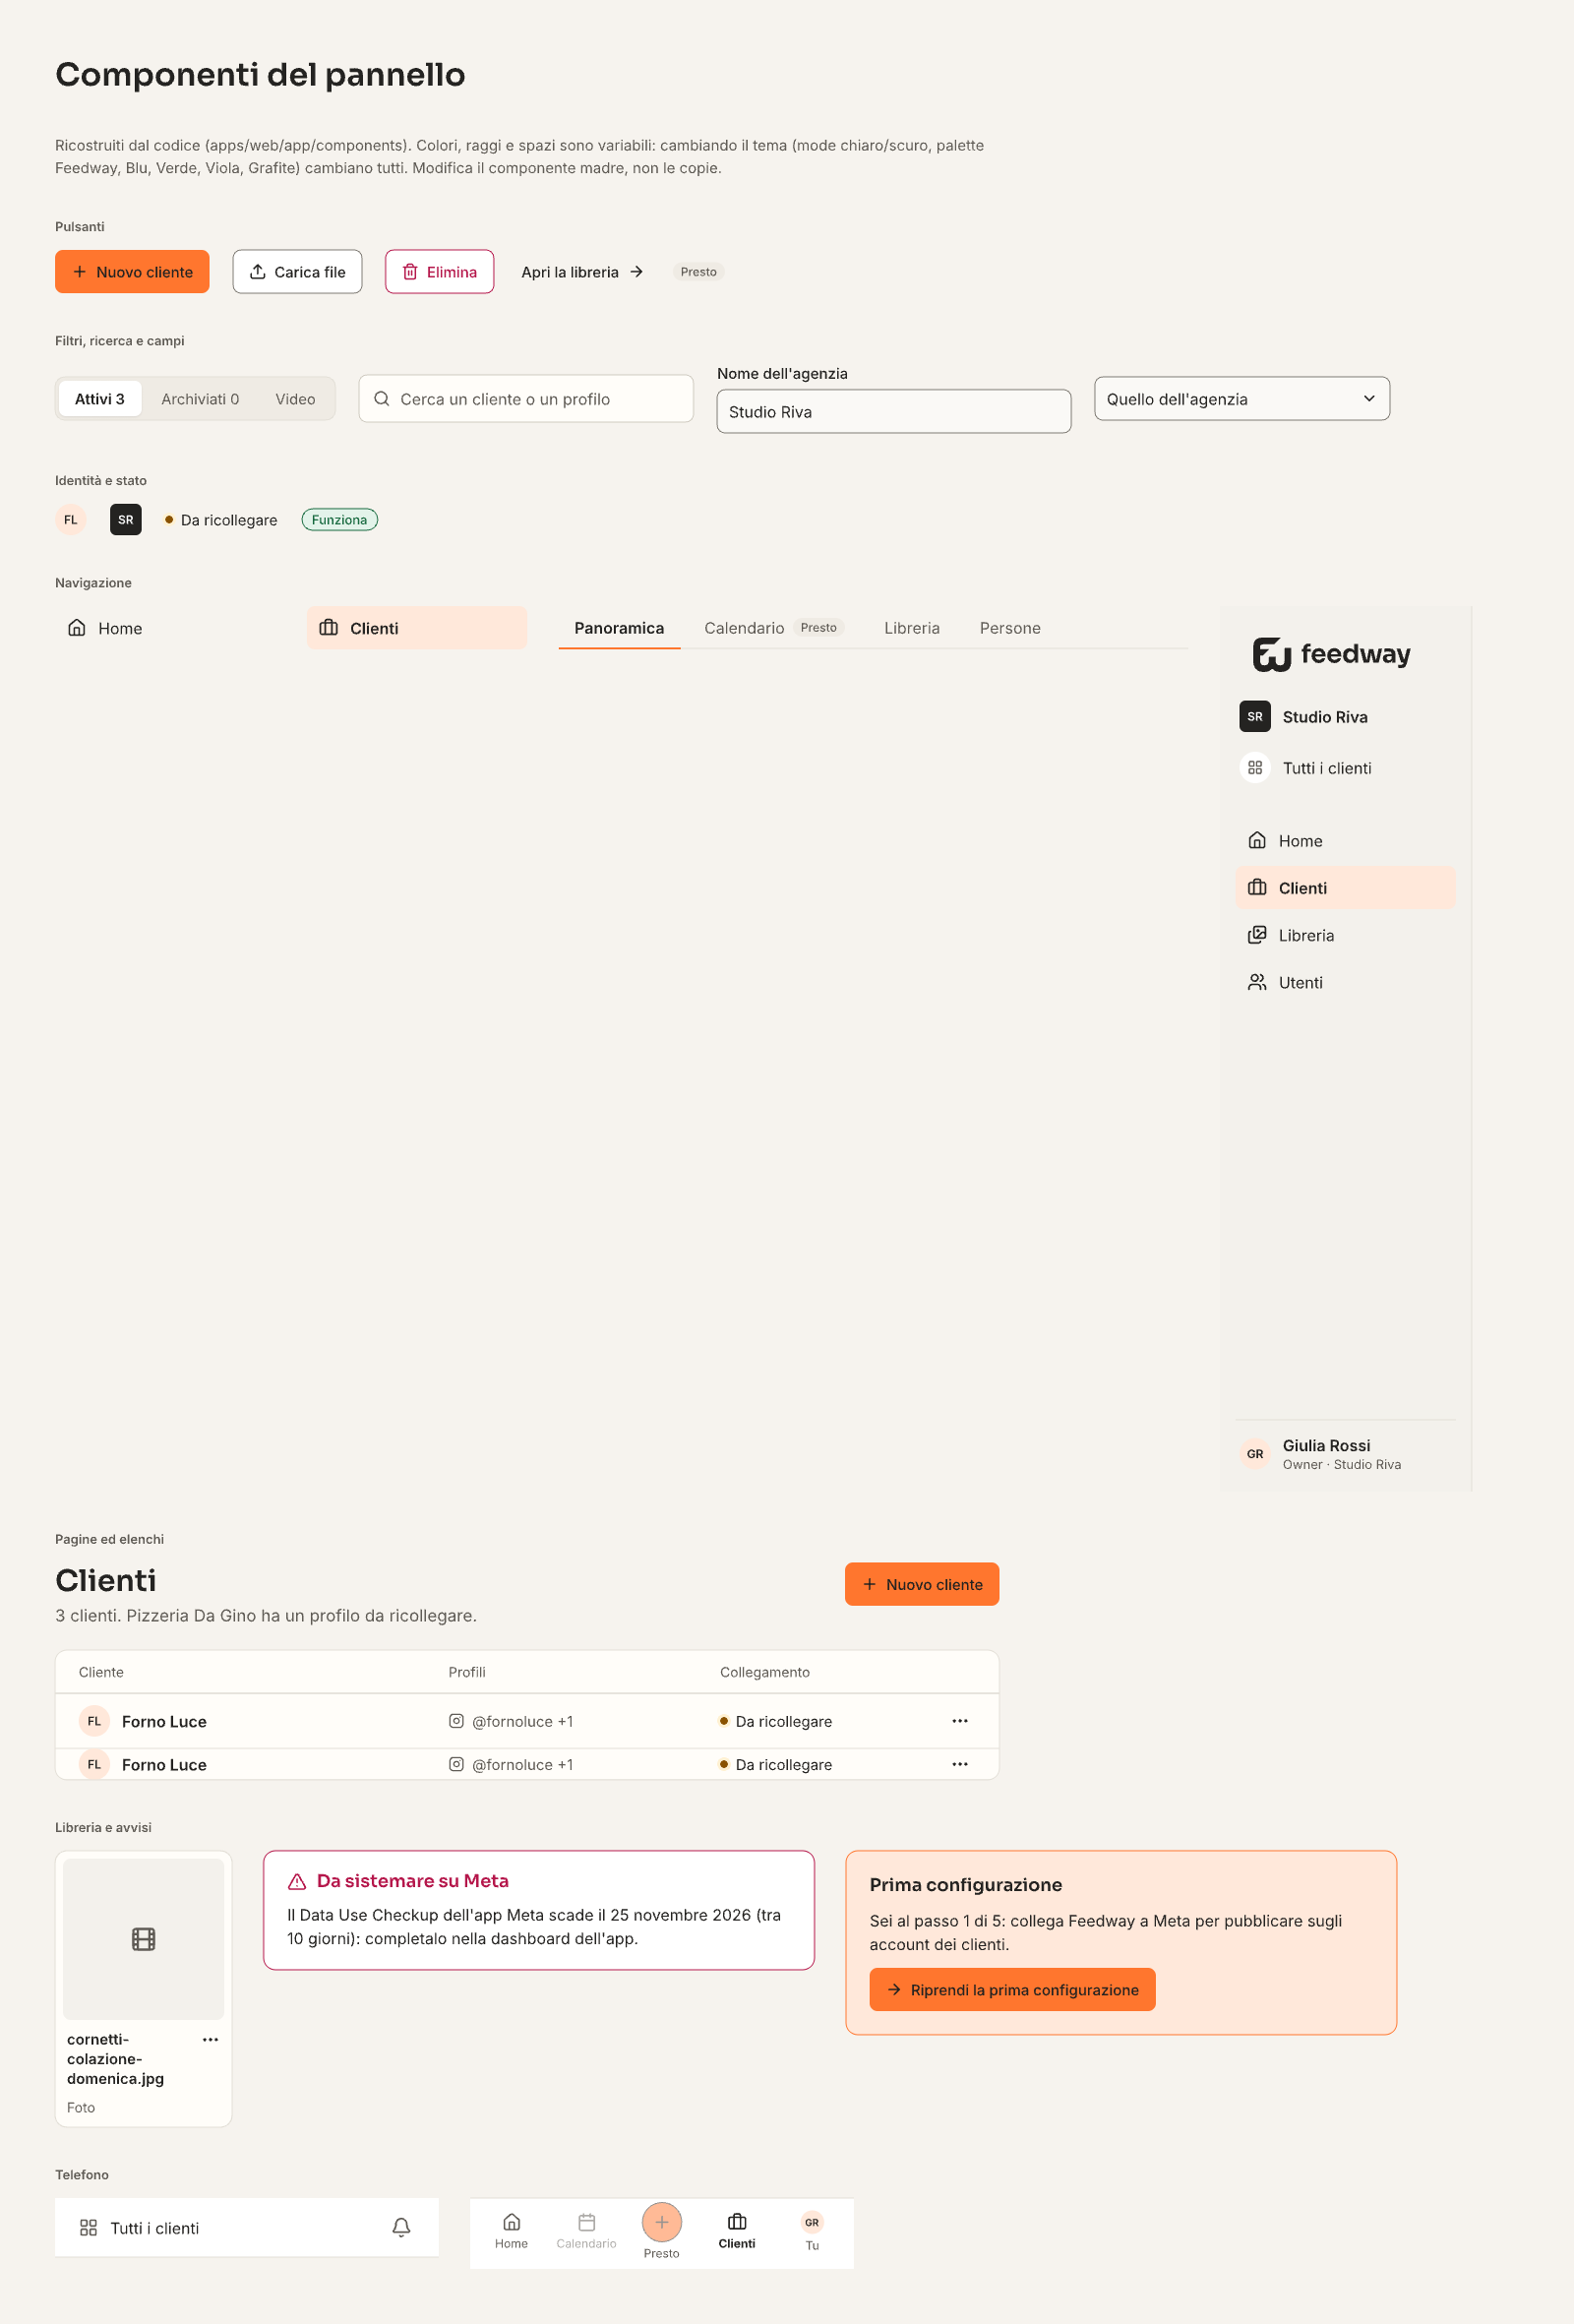 Componenti del pannello
Ricostruiti dal codice (apps/web/app/components). Colori, raggi e spazi sono variabili: cambiando il tema (mode chiaro/scuro, palette
Feedway, Blu, Verde, Viola, Grafite) cambiano tutti. Modifica il componente madre, non le copie.
Pulsanti
Nuovo cliente
Carica file
Elimina
Apri la libreria
Presto
Filtri, ricerca e campi
Attivi 3
Archiviati 0
Video
Cerca un cliente o un profilo
Nome dell'agenzia
Studio Riva
Quello dell'agenzia
Identità e stato
FL
SR
Da ricollegare
Funziona
Navigazione
Home
Clienti
Panoramica
Calendario
Presto
Libreria
Persone
feedway
SR
Studio Riva
Tutti i clienti
Home
Clienti
Libreria
Utenti
GR
Giulia Rossi
Owner · Studio Riva
Pagine ed elenchi
Clienti
Nuovo cliente
3 clienti. Pizzeria Da Gino ha un profilo da ricollegare.
Cliente
Profili
Collegamento
FL
Forno Luce
@fornoluce +1
Da ricollegare
FL
Forno Luce
@fornoluce +1
Da ricollegare
Libreria e avvisi
cornetti-
colazione-
domenica.jpg
Foto
Da sistemare su Meta
Il Data Use Checkup dell'app Meta scade il 25 novembre 2026 (tra
10 giorni): completalo nella dashboard dell'app.
Prima configurazione
Sei al passo 1 di 5: collega Feedway a Meta per pubblicare sugli
account dei clienti.
Riprendi la prima configurazione
Telefono
Tutti i clienti
Home
Calendario
Presto
Clienti
GR
Tu